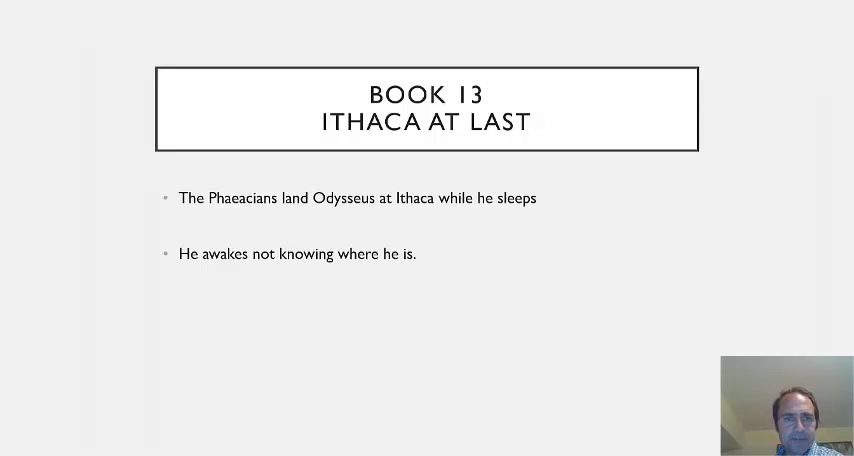 BOOK 13
ITHACA AT LAST
• The Phaeacians land Odysseus at Ithaca while he sleeps
• He awakes not knowing where he is.